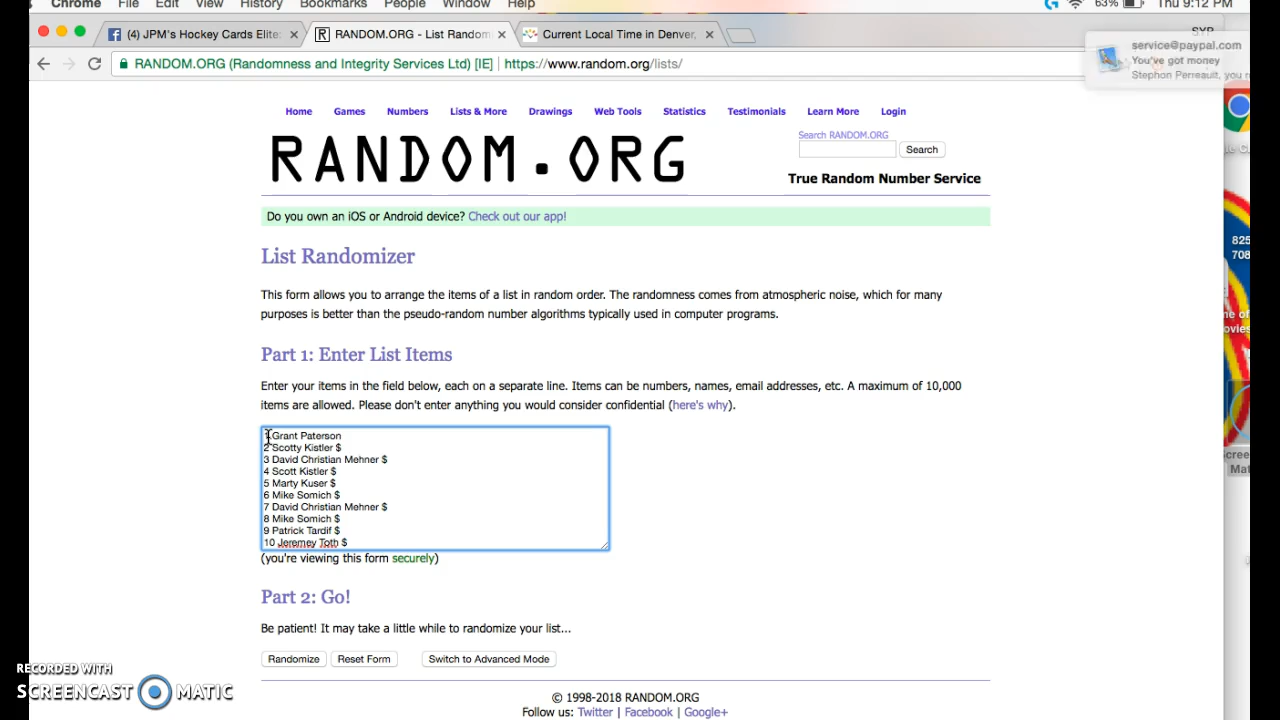 Chrome File Edit View History Bookmarks People Window Help 63% Thu 9:12 PM
(4) JPM's Hockey Cards Elite:
RANDOM.ORG - List Random
Current Local Time in Denver,
service@paypal.com
You've got money
Stephon Perreault, you r
RANDOM.ORG (Randomness and Integrity Services Ltd) [IE] https://www.random.org/lists/
Home Games Numbers Lists & More Drawings Web Tools Statistics Testimonials Learn More Login
RANDOM.ORG
Search RANDOM.ORG
Search
True Random Number Service
Do you own an iOS or Android device? Check out our app!
825
708
List Randomizer
This form allows you to arrange the items of a list in random order. The randomness comes from atmospheric noise, which for many
purposes is better than the pseudo-random number algorithms typically used in computer programs.
Part 1: Enter List Items
Enter your items in the field below, each on a separate line. Items can be numbers, names, email addresses, etc. A maximum of 10,000
items are allowed. Please don't enter anything you would consider confidential (here's why).
1 Grant Paterson
2 Scotty Kistler $
3 David Christian Mehner $
4 Scott Kistler $
5 Marty Kuser $
6 Mike Somich $
7 David Christian Mehner $
8 Mike Somich $
9 Patrick Tardif $
10 Jeremey Toth $
(you're viewing this form securely)
Part 2: Go!
Be patient! It may take a little while to randomize your list...
Randomize Reset Form Switch to Advanced Mode
RECORDED WITH
SCREENCAST MATIC
© 1998-2018 RANDOM.ORG
Follow us: Twitter | Facebook | Google+